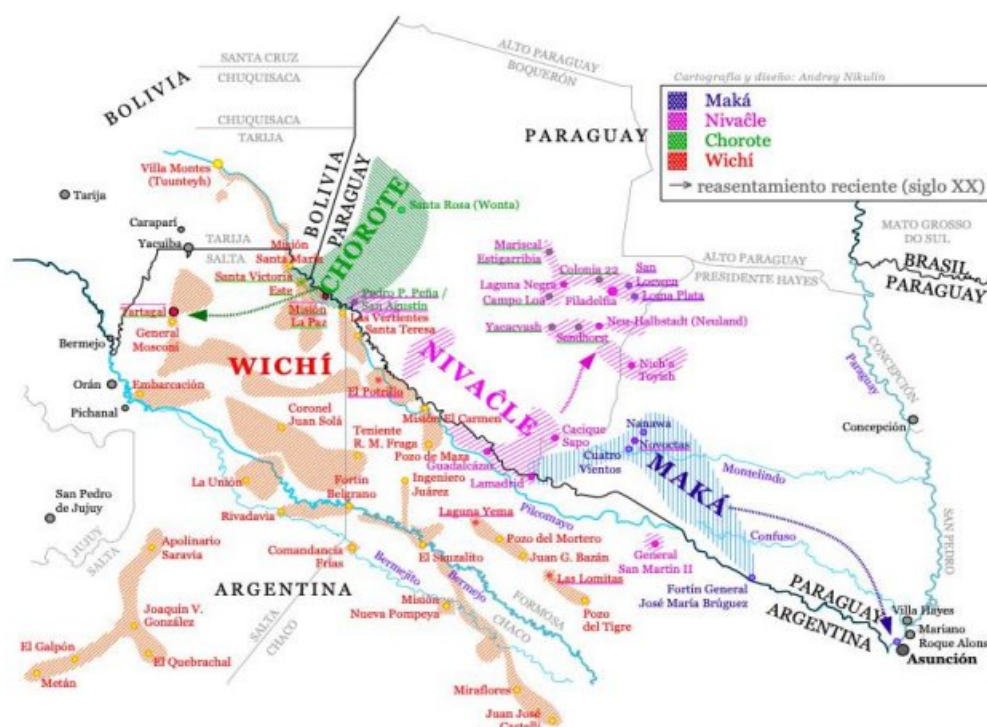 ALTO PARAGUAY
BOQUERÓN
SANTA CRUZ
CHUQUISACA
BOLIVIA
CHUQUISACA
TARIJA
Cartografía y diseño: Andrey Nikulin
Maká
Nivaĉle
Chorote
Wichí
reasentamiento reciente (siglo XX)
PARAGUAY
Villa Montes
(Tuunteyh)
Tarija
Caraparí
Yacuiba
TARIJA
SALTA
BOLIVIA
PARAGUAY
CHOROTE
Santa Rosa (Wonta)
Misión
Santa María
Santa Victoria
Este
Mariscal
Estigarribia
Colonia 22
San
Loewen
Laguna Negra
Campo Loa
Filadelfia
Loma Plata
ALTO PARAGUAY
PRESIDENTE HAYES
MATO GROSSO
DO SUL
BRASIL
PARAGUAY
Pedro P. Peña /
San Agustín
Misión
La Paz
Las Vertientes
Santa Teresa
Yacacvash
Sandhorst
Neu-Halbstadt (Neuland)
Nich'a
Toyish
Tartagal
General
Mosconi
Bermejo
Orán
Pichanal
Embarcación
WICHÍ
NIVAĈLE
El Potrillo
Misión El Carmen
Coronel
Juan Solá
Teniente
R. M. Fraga
Pozo de Maza
Cacique
Sapo
Guadalcázar
Lamadrid
Nanawa
Novoctas
Cuatro
Vientos
MAKÁ
Montelindo
Paraguay
CONCEPCIÓN
Concepción
San Pedro
de Jujuy
JUJUY
SALTA
La Unión
Rivadavia
Fortín
Belgrano
Ingeniero
Juárez
Laguna Yema
Pilcomayo
Confuso
SAN PEDRO
Apolinario
Saravia
Comandancia
Frías
El Sauzalito
Pozo del Mortero
Juan G. Bazán
Las Lomitas
General
San Martín II
Fortín General
José María Brúguez
ARGENTINA
Bermejito
Bermejo
Misión
Nueva Pompeya
FORMOSA
CHACO
Pozo
del Tigre
PARAGUAY
ARGENTINA
Villa Hayes
Mariano
Roque Alons
Asunción
SALTA
CHACO
Joaquín V.
González
El Galpón
El Quebrachal
Metán
Miraflores
Juan José
Castelli